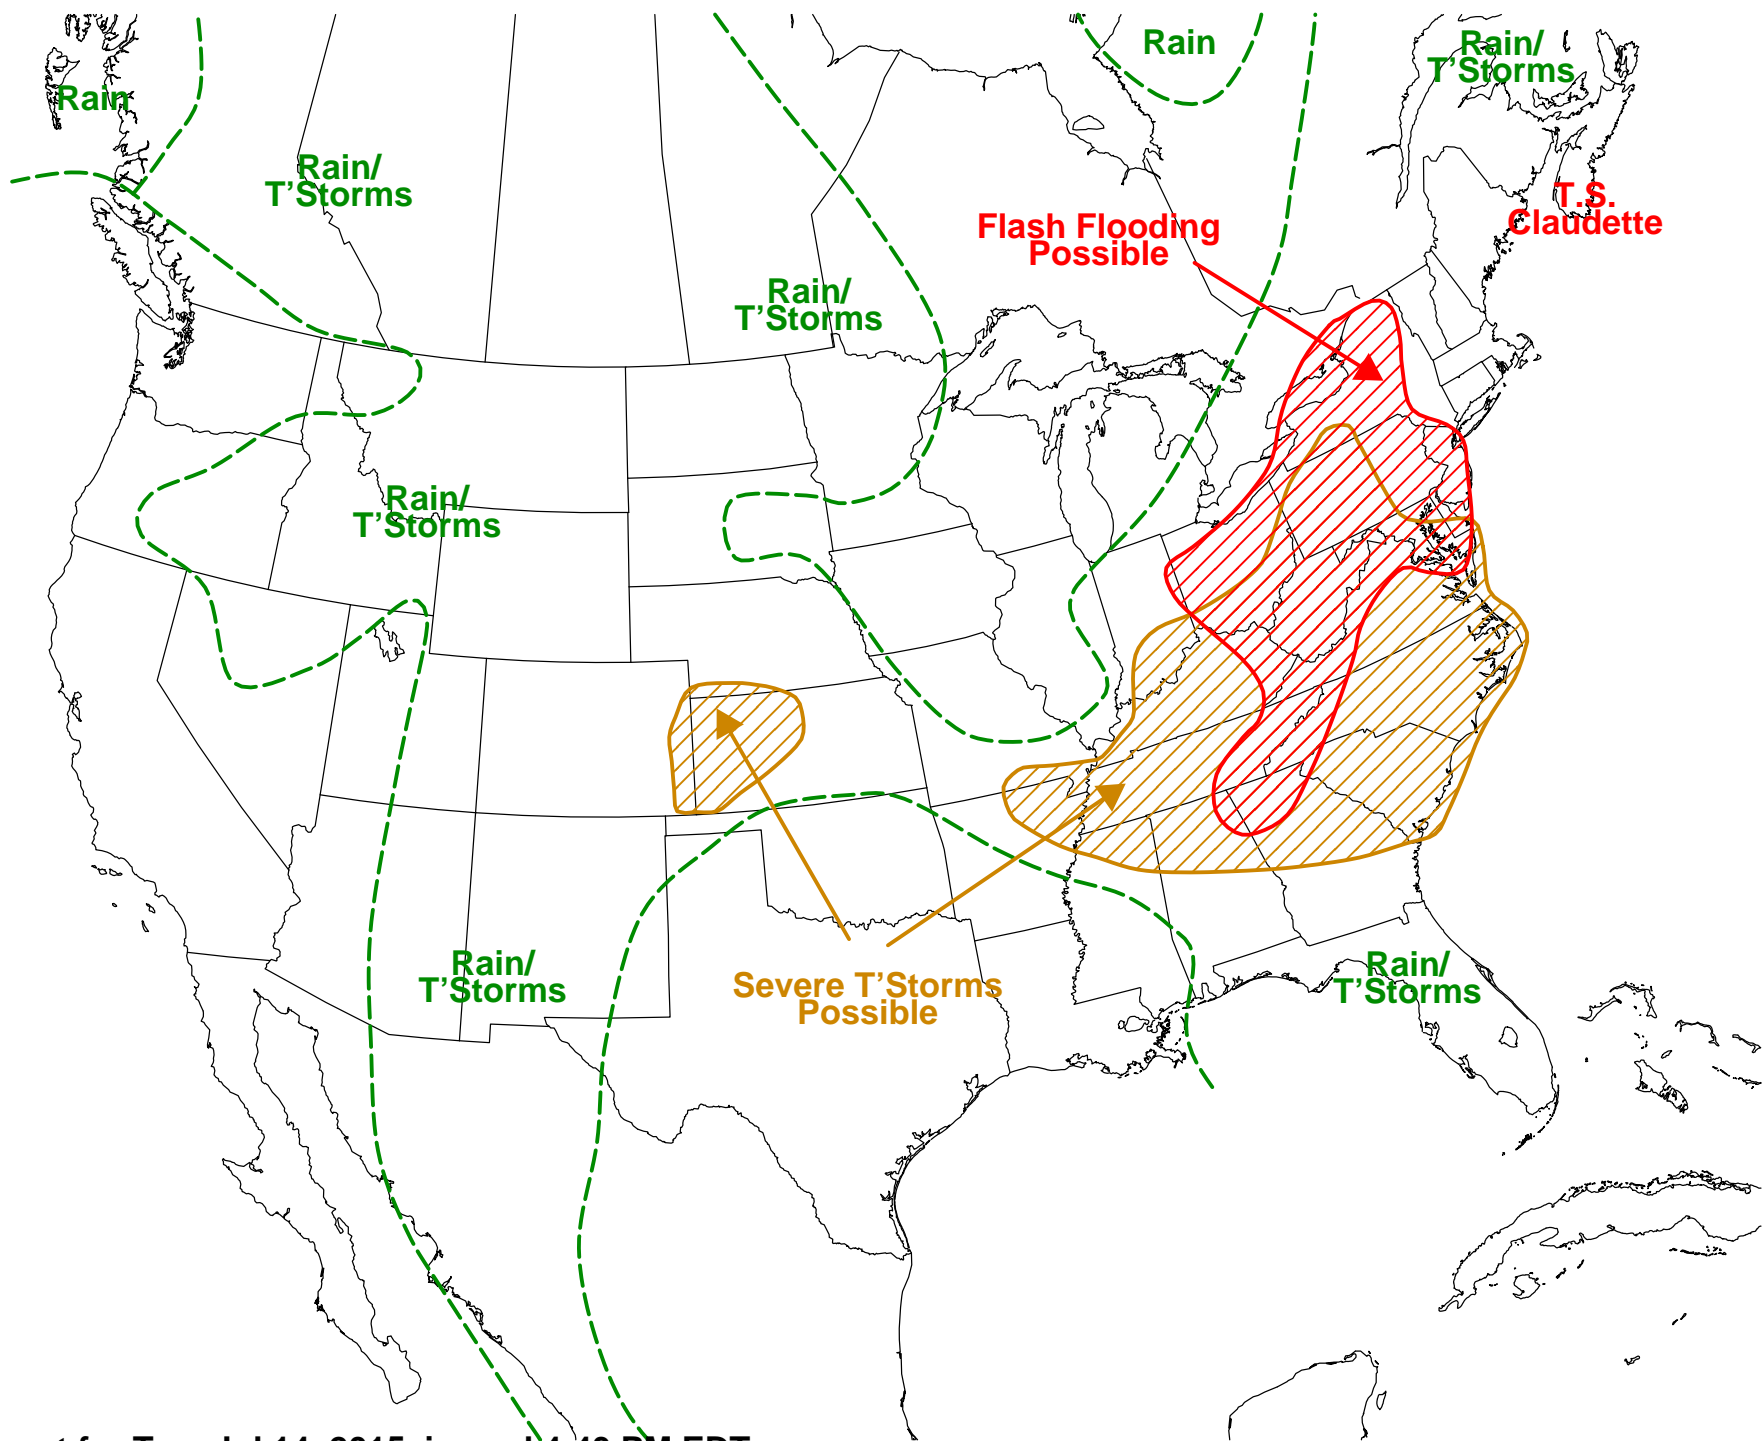 Rain
Rain/
T'Storms
Rain
Rain/
T'Storms
T.S.
Claudette
Flash Flooding
Possible
Rain/
T'Storms
Rain/
T'Storms
Rain/
T'Storms
Severe T'Storms
Possible
Rain/
T'Storms